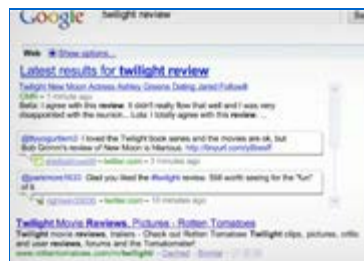 Google twilight review
Web Show options...
Latest results for twilight review
Twilight New Moon Actress Ashley Greene Dating Jared Followill
CNN - 1 minute ago
Bella: I agree with this review. It didn't really flow that well and I was very
disappointed with the reunion... Lola: I totally agree with this review. ...
I loved the Twilight book series and the movies are ok, but
Bob Grimm's review of New Moon is hilarious.
- twitter.com - 3 minutes ago
Glad you liked the #twilight review. Still worth seeing for the "fun"
of it.
- twitter.com - 10 minutes ago
Twilight Movie Reviews, Pictures - Rotten Tomatoes
Twilight movie reviews, trailers - Check out Rotten Tomatoes Twilight clips, pictures, critic
and user reviews, forums and the Tomatometer!
www.rottentomatoes.com/m/twilight/ - Cached - Similar